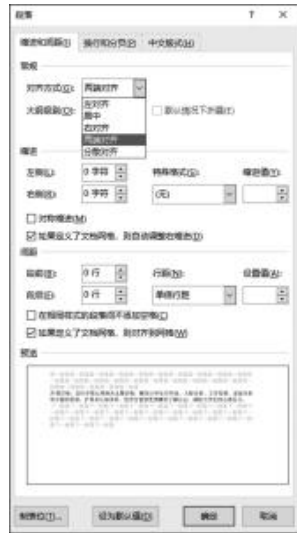 段落 ? ×
缩进和间距(I) 换行和分页(P) 中文版式(H)
常规
对齐方式(G): 两端对齐
大纲级别(O): 左对齐 默认情况下折叠(E)
居中
右对齐
两端对齐
分散对齐
缩进
左侧(L): 0 字符 特殊格式(S): 缩进值(Y):
右侧(R): 0 字符 (无)
对称缩进(M)
如果定义了文档网格，则自动调整右缩进(D)
间距
段前(B): 0 行 行距(N): 设置值(A):
段后(F): 0 行 单倍行距
在相同样式的段落间不添加空格(C)
如果定义了文档网格，则对齐到网格(W)
预览
制表位(T)... 设为默认值(D) 确定 取消